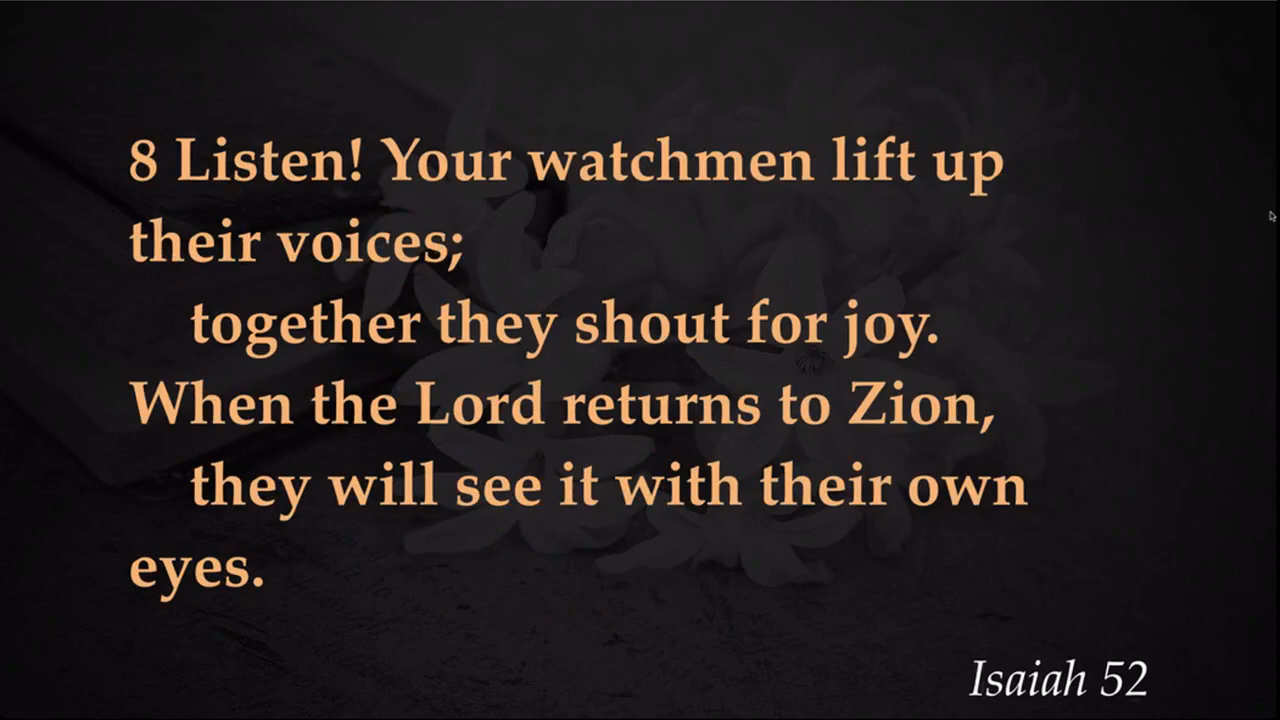 8 Listen! Your watchmen lift up
their voices;
together they shout for joy.
When the Lord returns to Zion,
they will see it with their own
eyes.
Isaiah 52